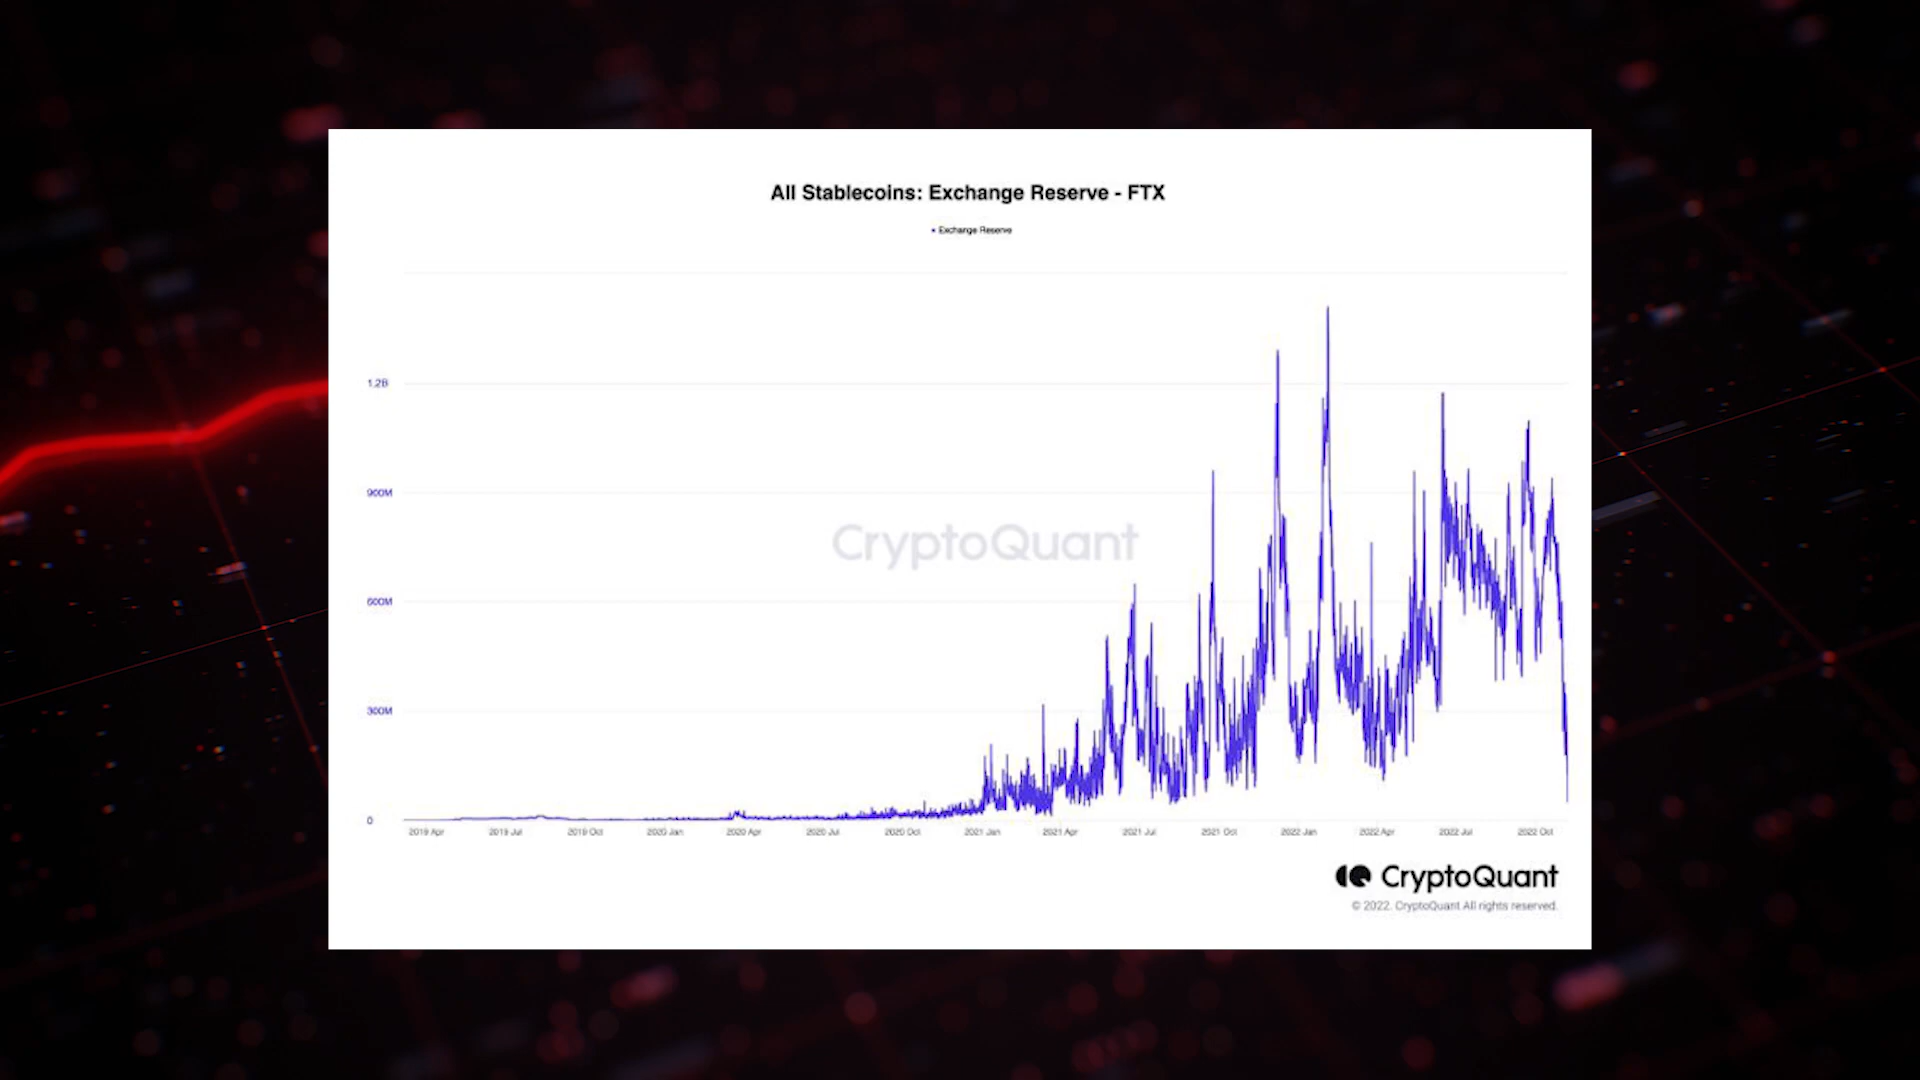 All Stablecoins: Exchange Reserve - FTX
Exchange Reserve
1.2B
900M
CryptoQuant
600M
300M
0
2019 Apr 2019 Jul 2019 Oct 2020 Jan 2020 Apr 2020 Jul 2020 Oct 2021 Jan 2021 Apr 2021 Jul 2021 Oct 2022 Jan 2022 Apr 2022 Jul 2022 Oct
CryptoQuant
© 2022. CryptoQuant All rights reserved.